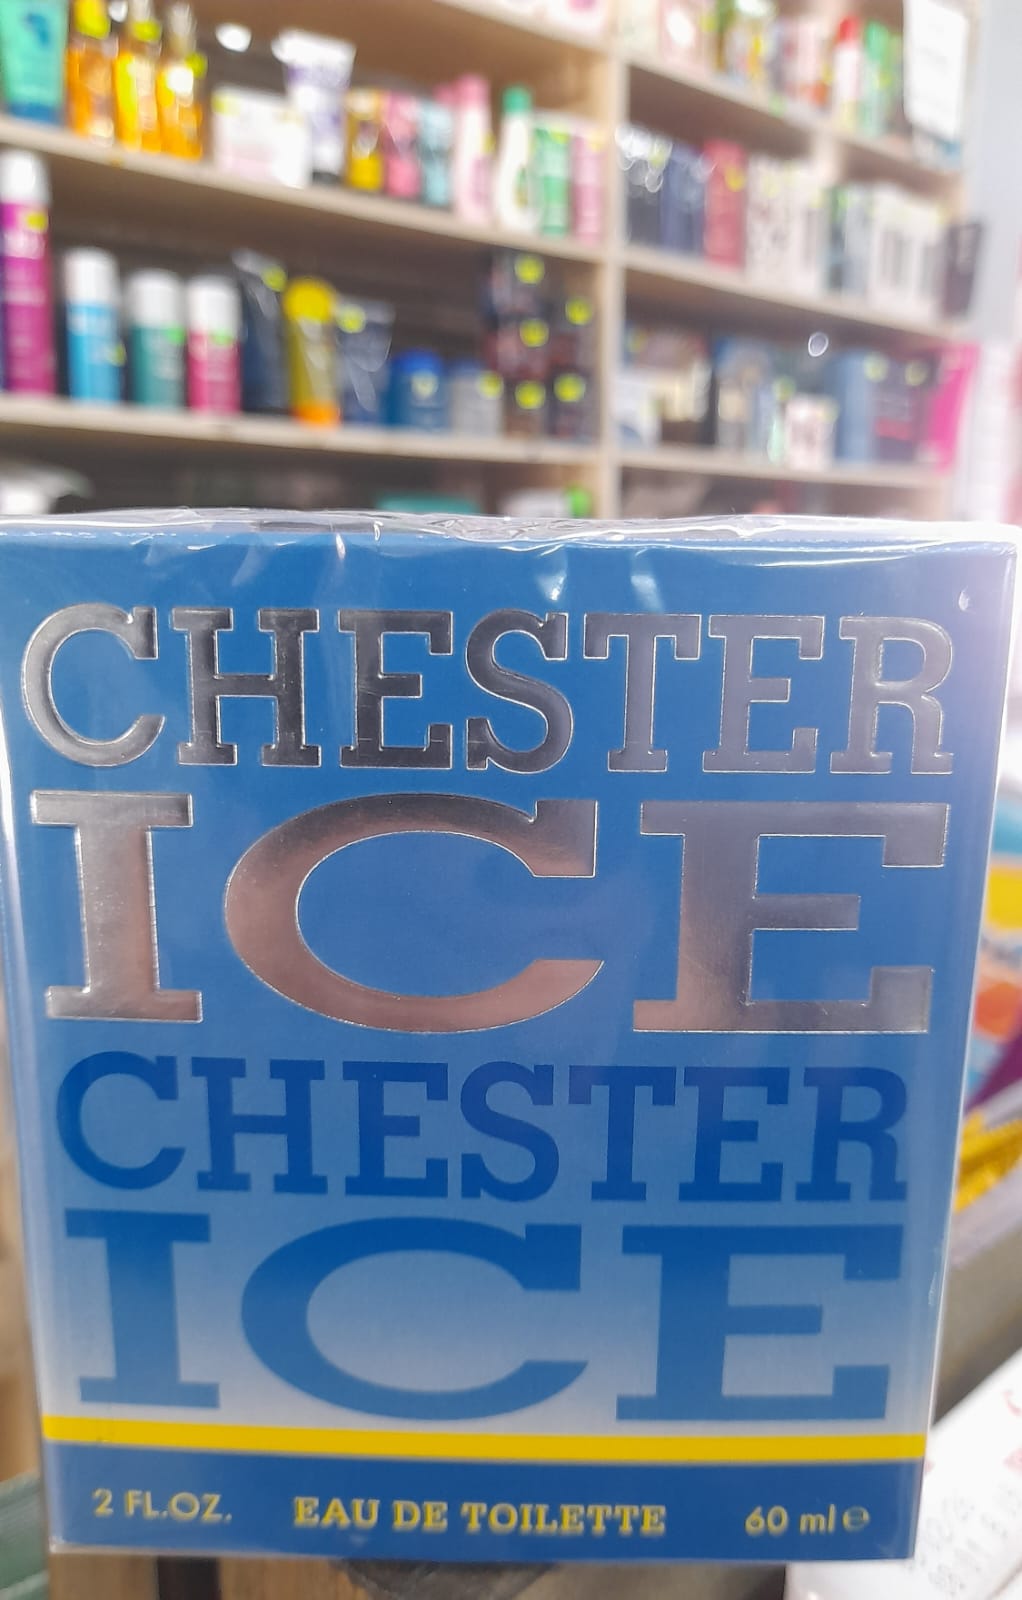 CHESTER
ICE
CHESTER
ICE
2 FL.OZ. EAU DE TOILETTE 60 ml ℮